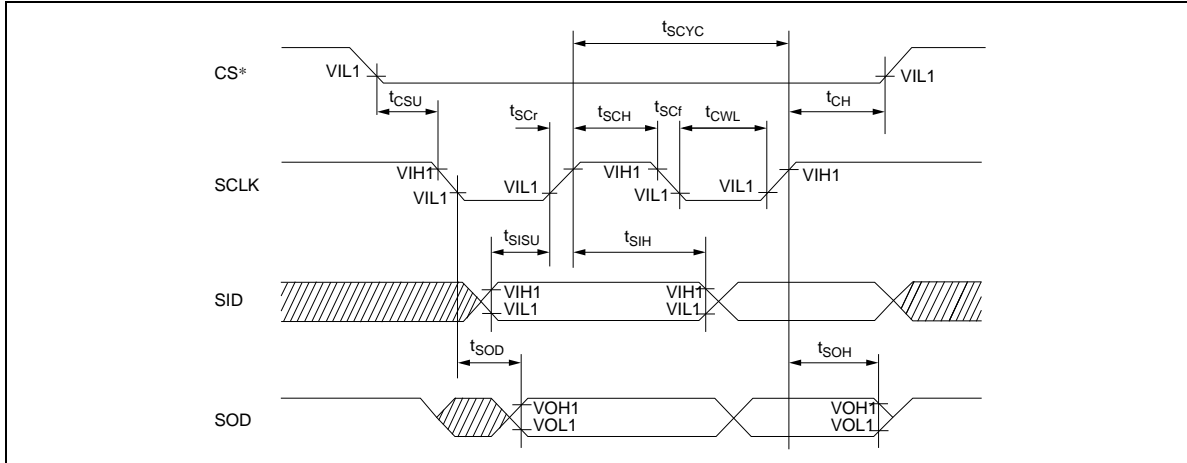 tSCYC
CS*
VIL1
VIL1
tCSU
tSCr
tSCH
tSCf
tCWL
tCH
SCLK
VIH1
VIL1
VIL1
VIH1
VIL1
VIL1
VIH1
tSISU
tSIH
SID
VIH1
VIH1
VIL1
VIL1
tSOD
tSOH
SOD
VOH1
VOH1
VOL1
VOL1